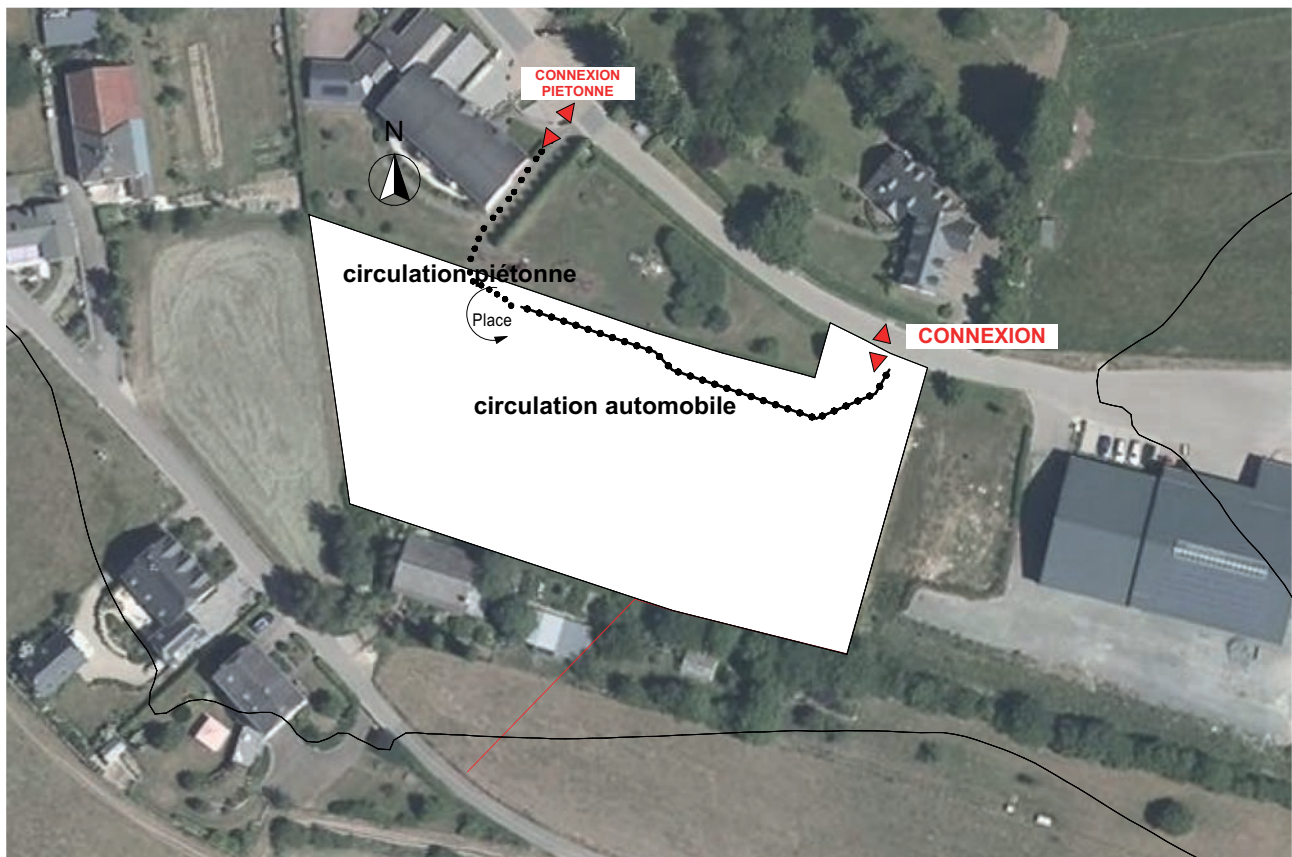 CONNEXION
PIETONNE
N
circulation piétonne
Place
CONNEXION
circulation automobile